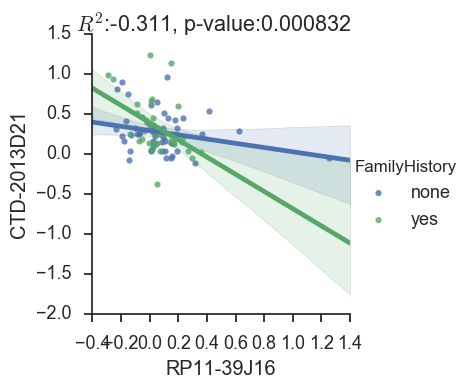 R²:-0.311, p-value:0.000832
1.5
1.0
0.5
0.0
−0.5
−1.0
−1.5
−2.0
CTD-2013D21
FamilyHistory
none
yes
−0.4 −0.2 0.0 0.2 0.4 0.6 0.8 1.0 1.2 1.4
RP11-39J16